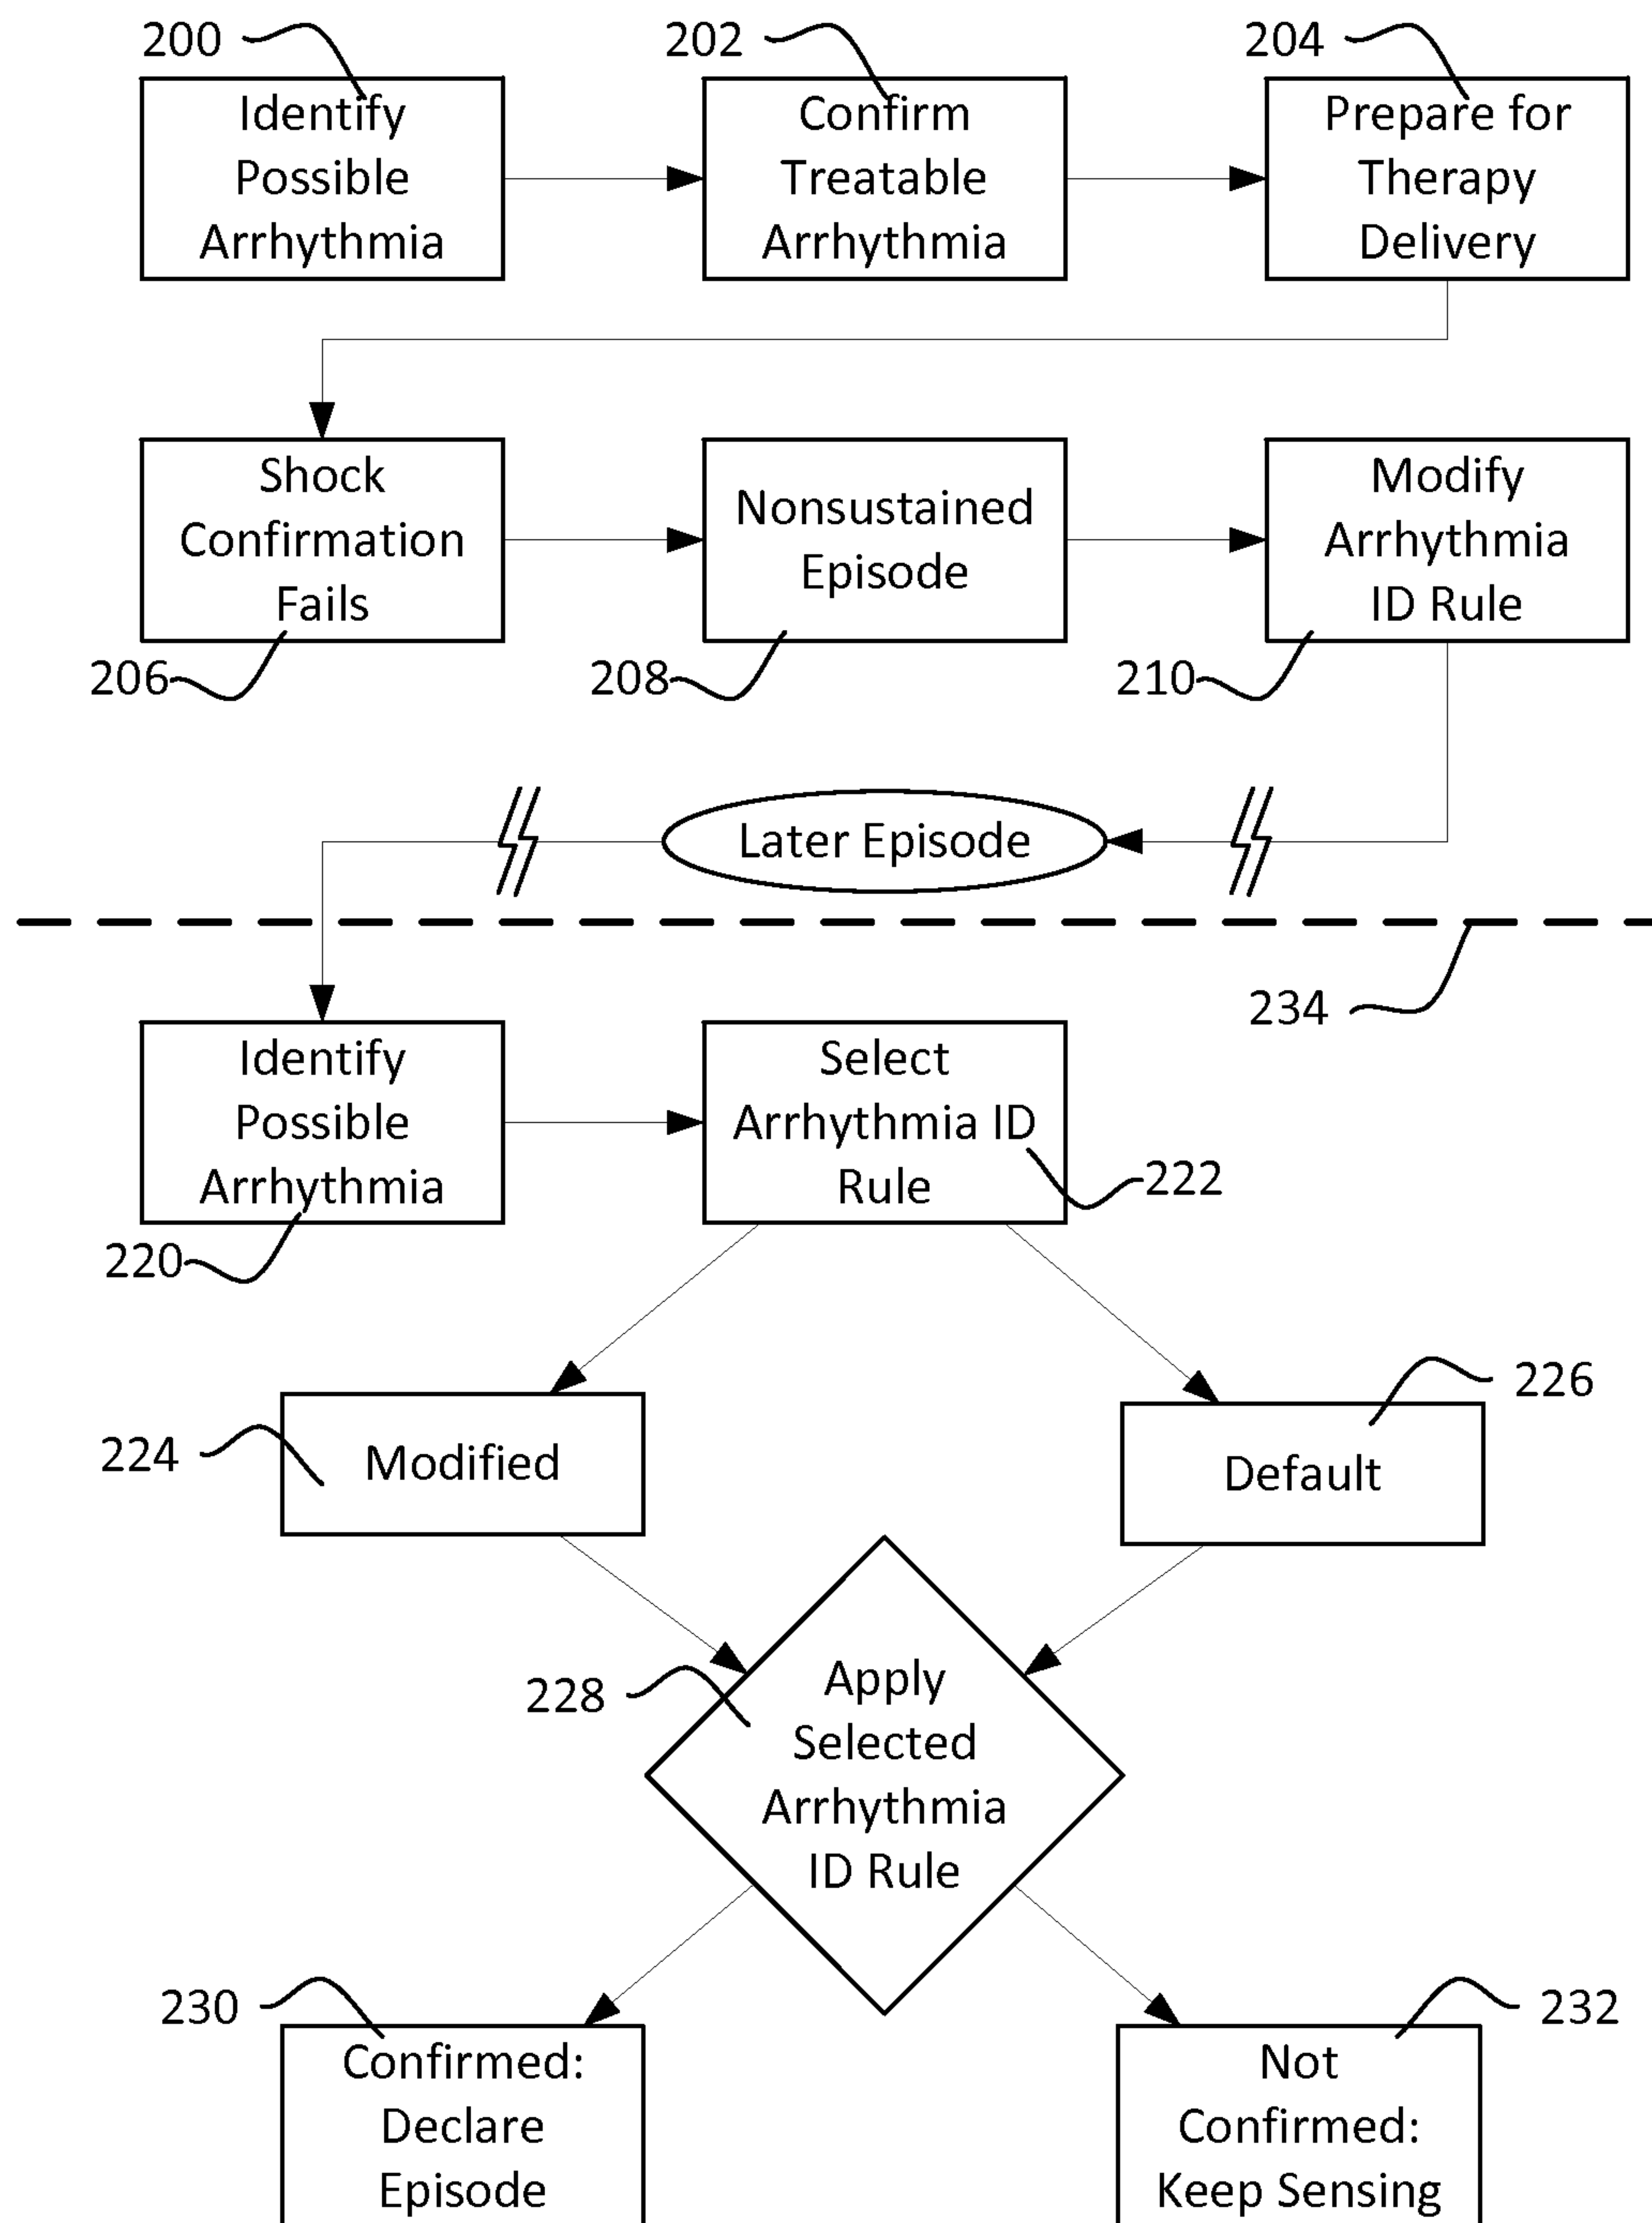 200
202
204
Identify
Possible
Arrhythmia
Confirm
Treatable
Arrhythmia
Prepare for
Therapy
Delivery
Shock
Confirmation
Fails
Nonsustained
Episode
Modify
Arrhythmia
ID Rule
206
208
210
Later Episode
234
Identify
Possible
Arrhythmia
Select
Arrhythmia ID
Rule
222
220
226
224
Modified
Default
228
Apply
Selected
Arrhythmia
ID Rule
230
232
Confirmed:
Declare
Episode
Not
Confirmed:
Keep Sensing